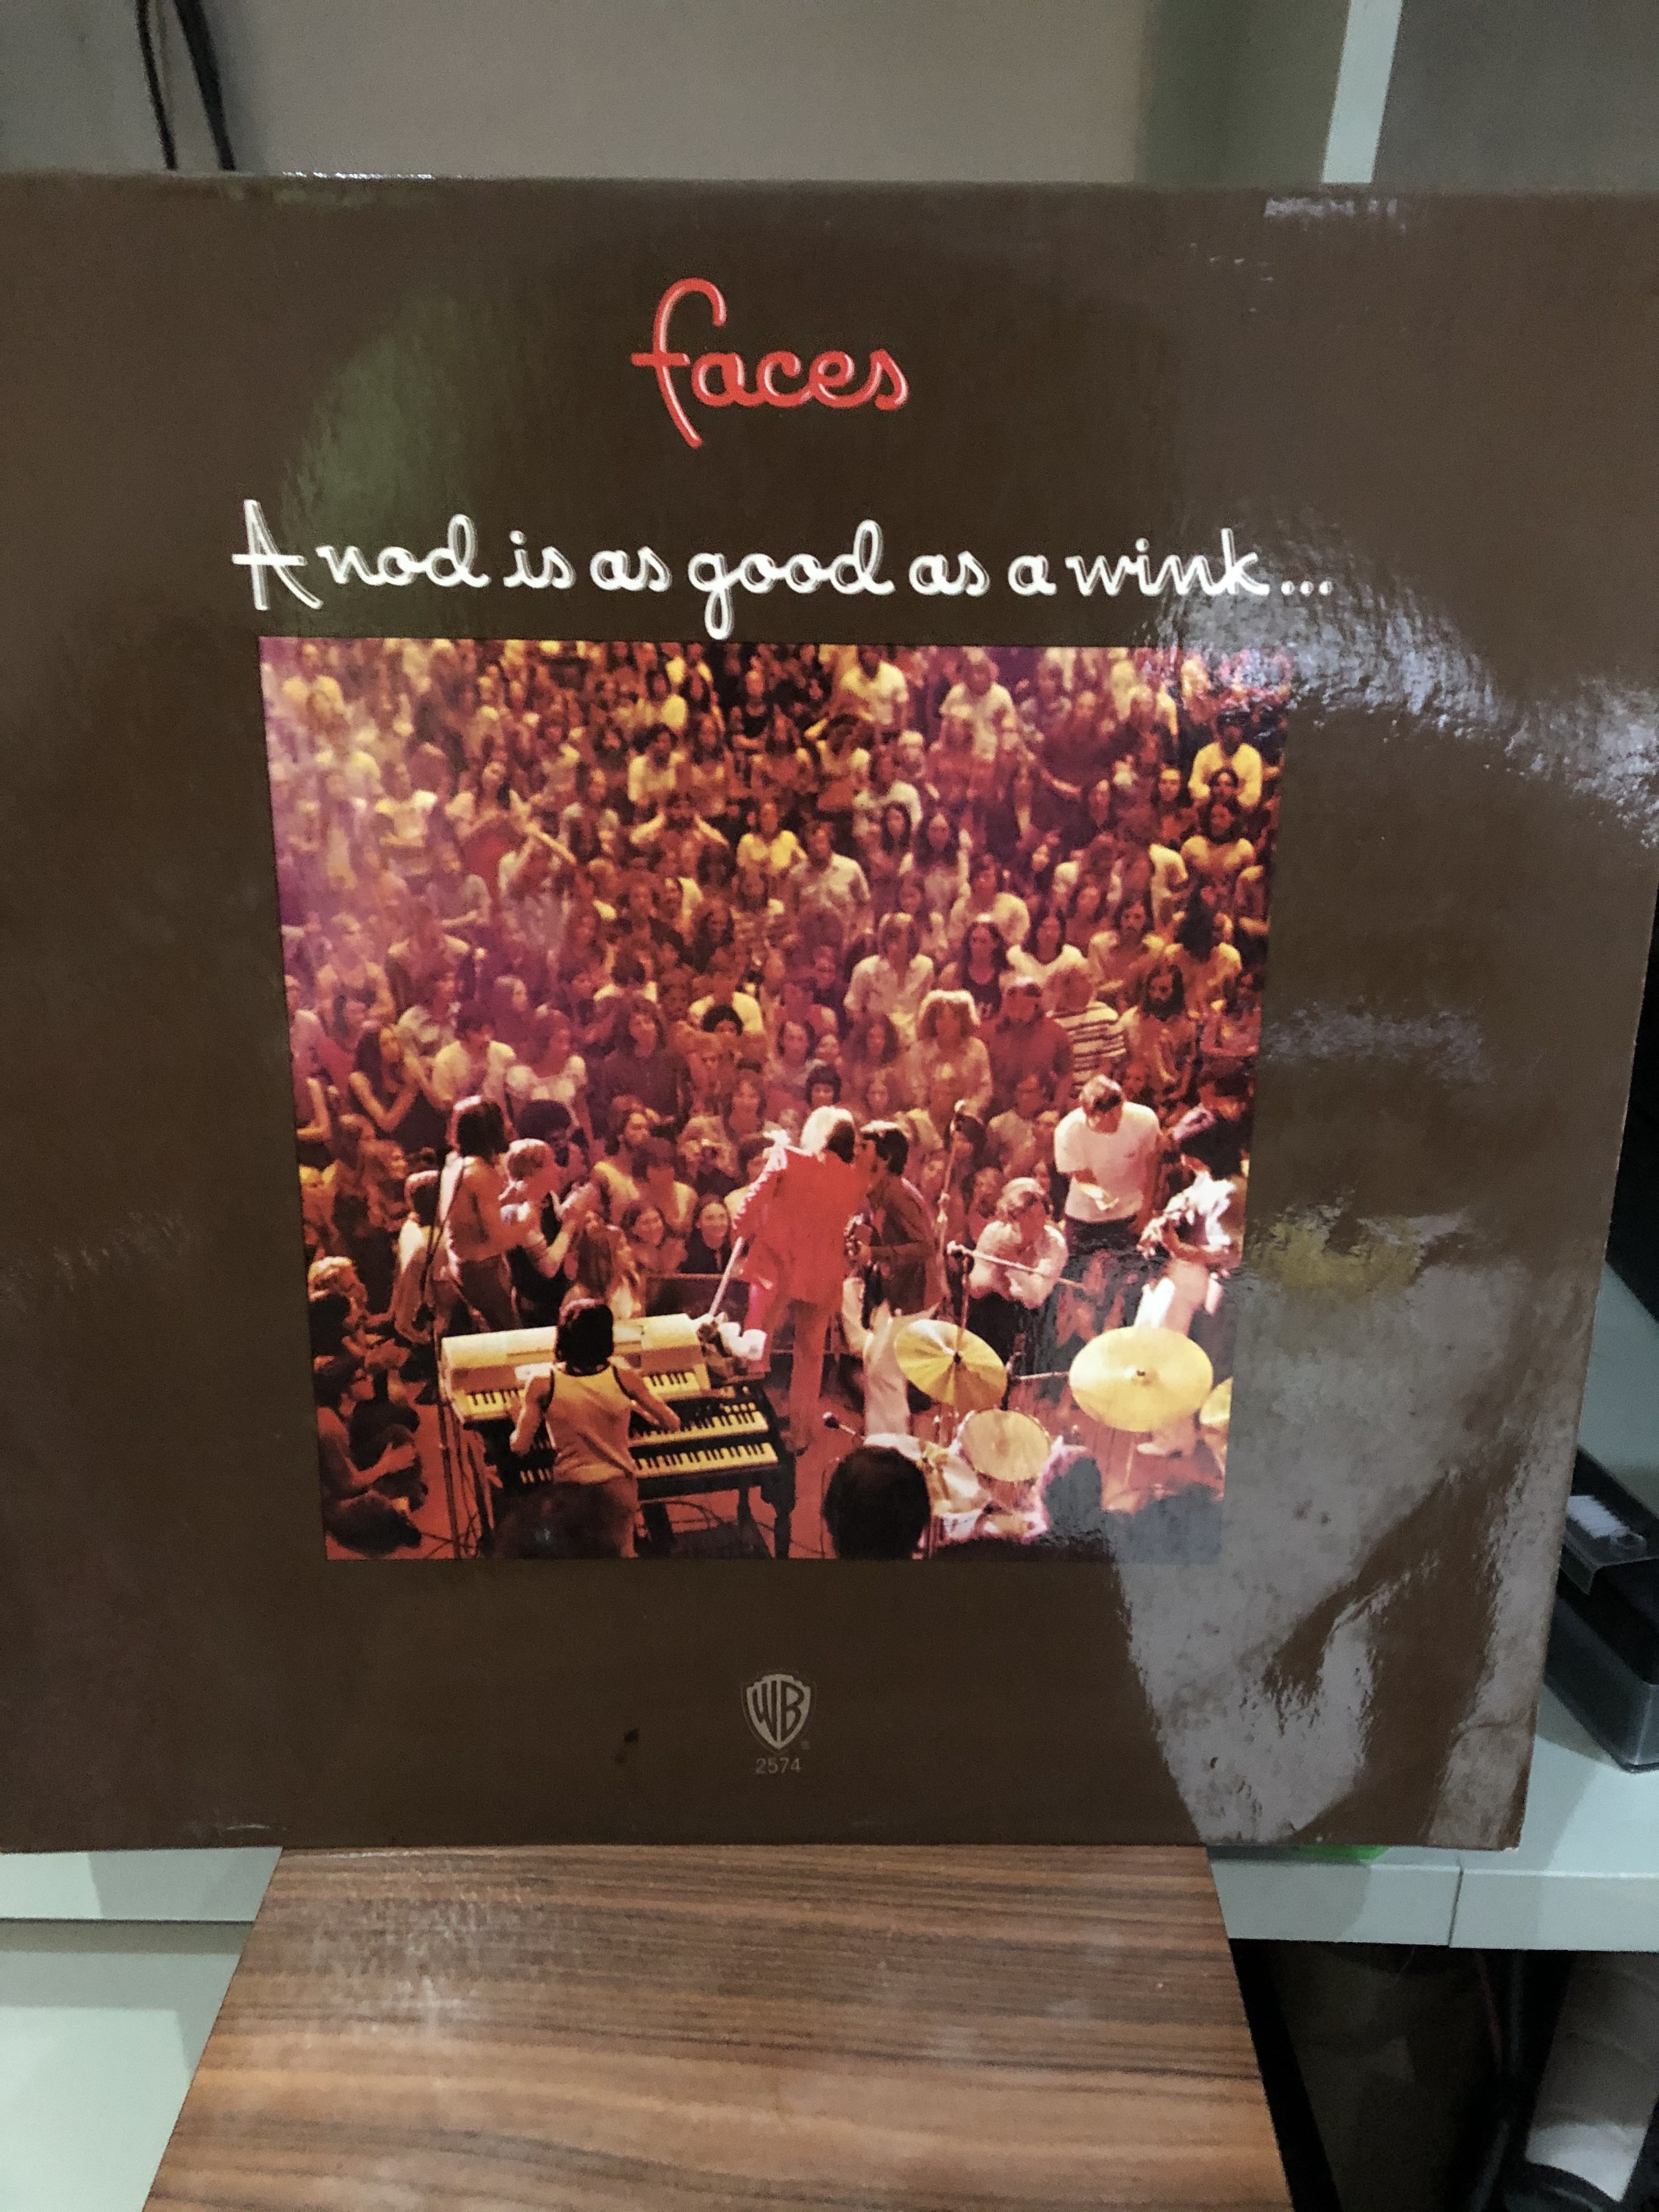 faces
A nod is as good as a wink...
WB
2574